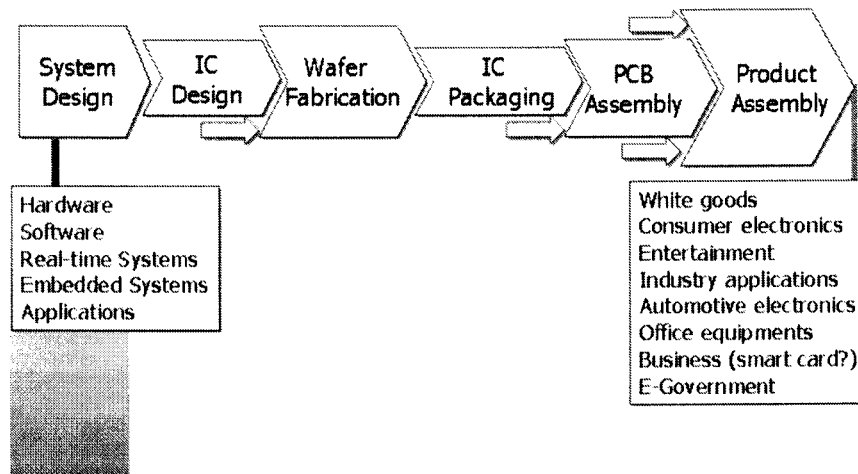 System
Design
IC
Design
Wafer
Fabrication
IC
Packaging
PCB
Assembly
Product
Assembly
Hardware
Software
Real-time Systems
Embedded Systems
Applications
White goods
Consumer electronics
Entertainment
Industry applications
Automotive electronics
Office equipments
Business (smart card?)
E-Government